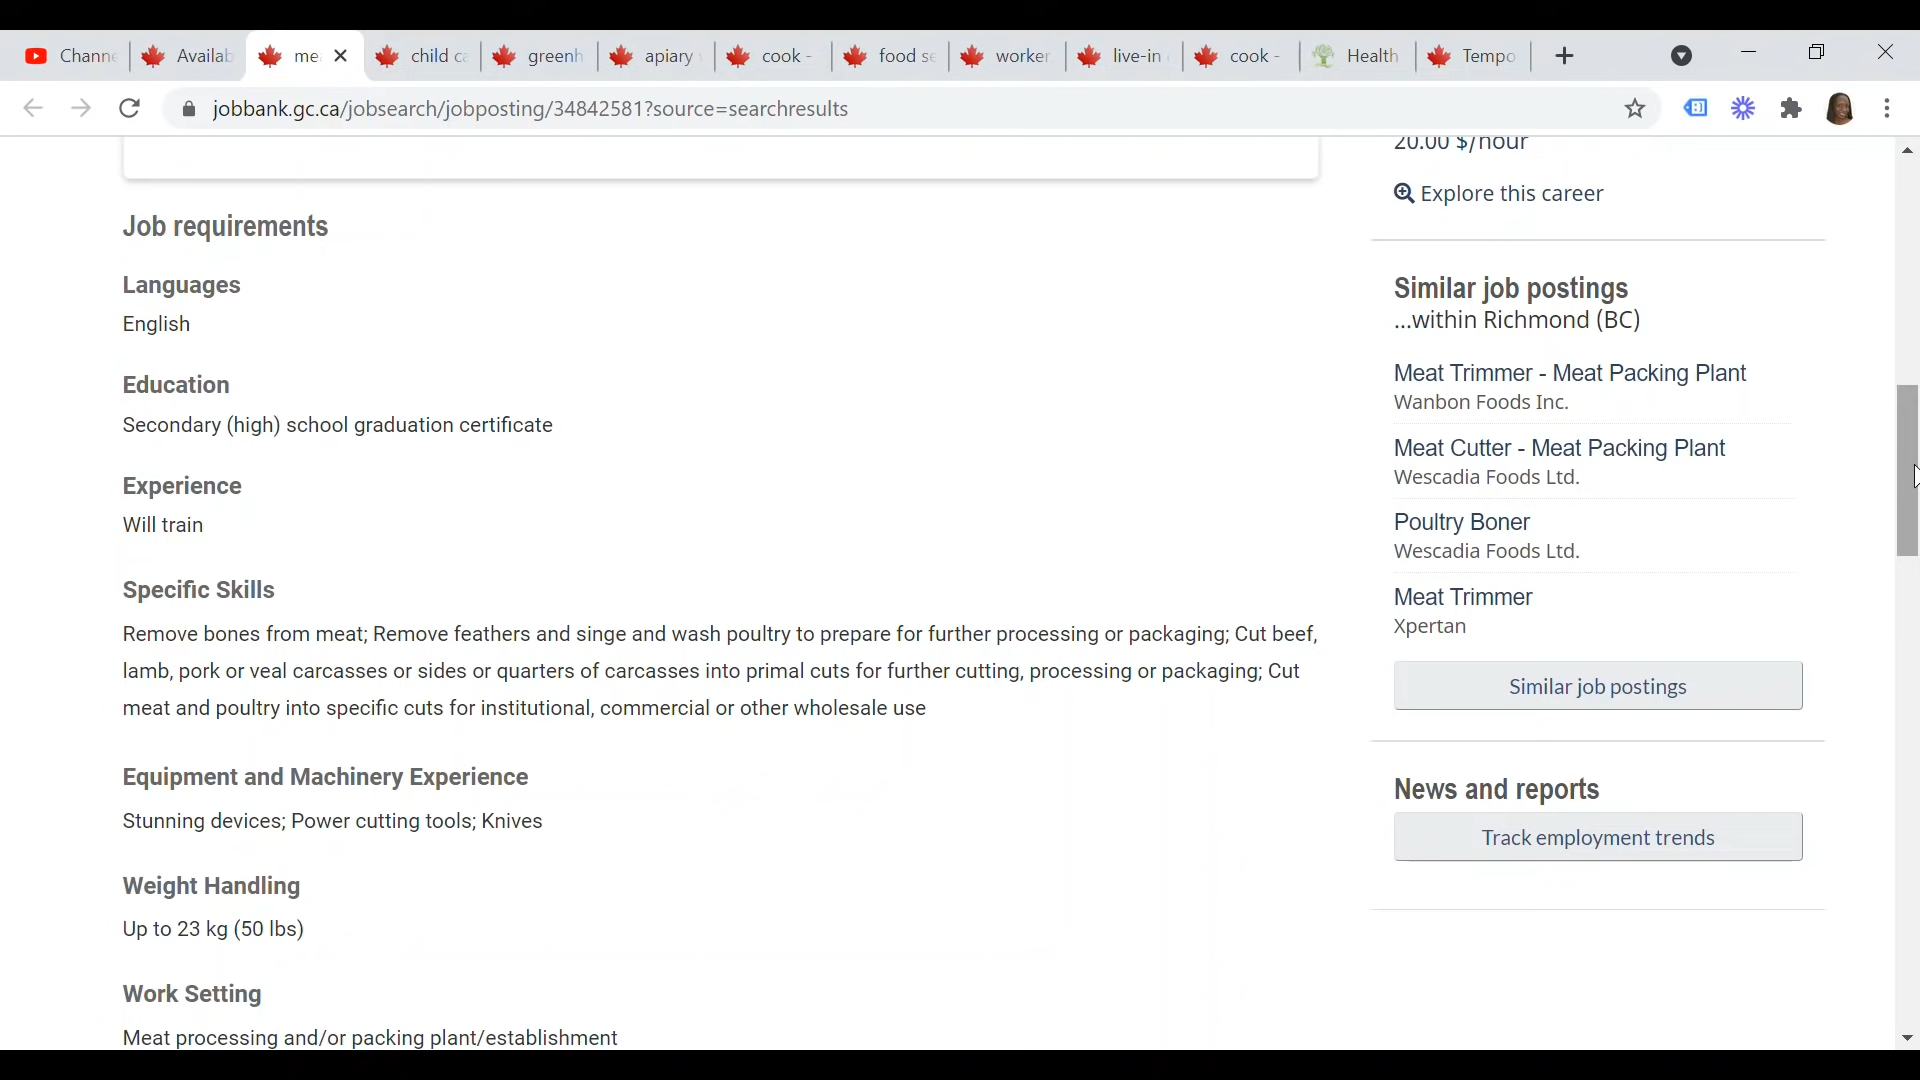 Channe
Availab
me
child ca
greenh
apiary
cook -
food se
worker
live-in
cook -
Health
Tempo
jobbank.gc.ca/jobsearch/jobposting/34842581?source=searchresults
20.00 $/hour
Explore this career
Job requirements
Languages
English
Education
Secondary (high) school graduation certificate
Experience
Will train
Specific Skills
Remove bones from meat; Remove feathers and singe and wash poultry to prepare for further processing or packaging; Cut beef,
lamb, pork or veal carcasses or sides or quarters of carcasses into primal cuts for further cutting, processing or packaging; Cut
meat and poultry into specific cuts for institutional, commercial or other wholesale use
Equipment and Machinery Experience
Stunning devices; Power cutting tools; Knives
Weight Handling
Up to 23 kg (50 lbs)
Work Setting
Meat processing and/or packing plant/establishment
Similar job postings
...within Richmond (BC)
Meat Trimmer - Meat Packing Plant
Wanbon Foods Inc.
Meat Cutter - Meat Packing Plant
Wescadia Foods Ltd.
Poultry Boner
Wescadia Foods Ltd.
Meat Trimmer
Xpertan
Similar job postings
News and reports
Track employment trends